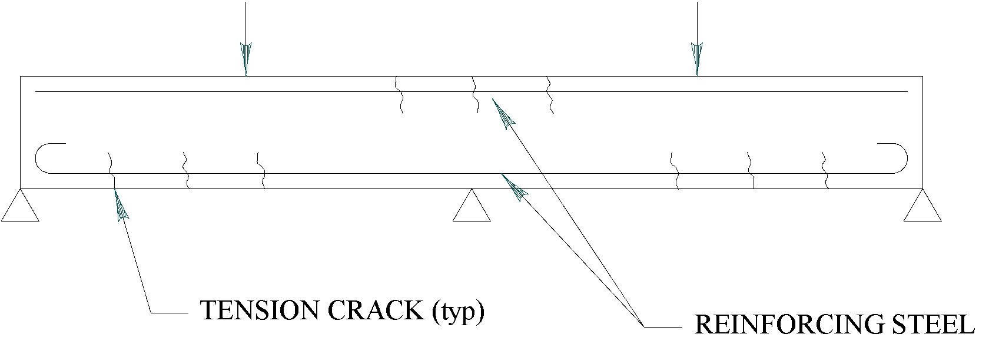 TENSION CRACK (typ)
REINFORCING STEEL